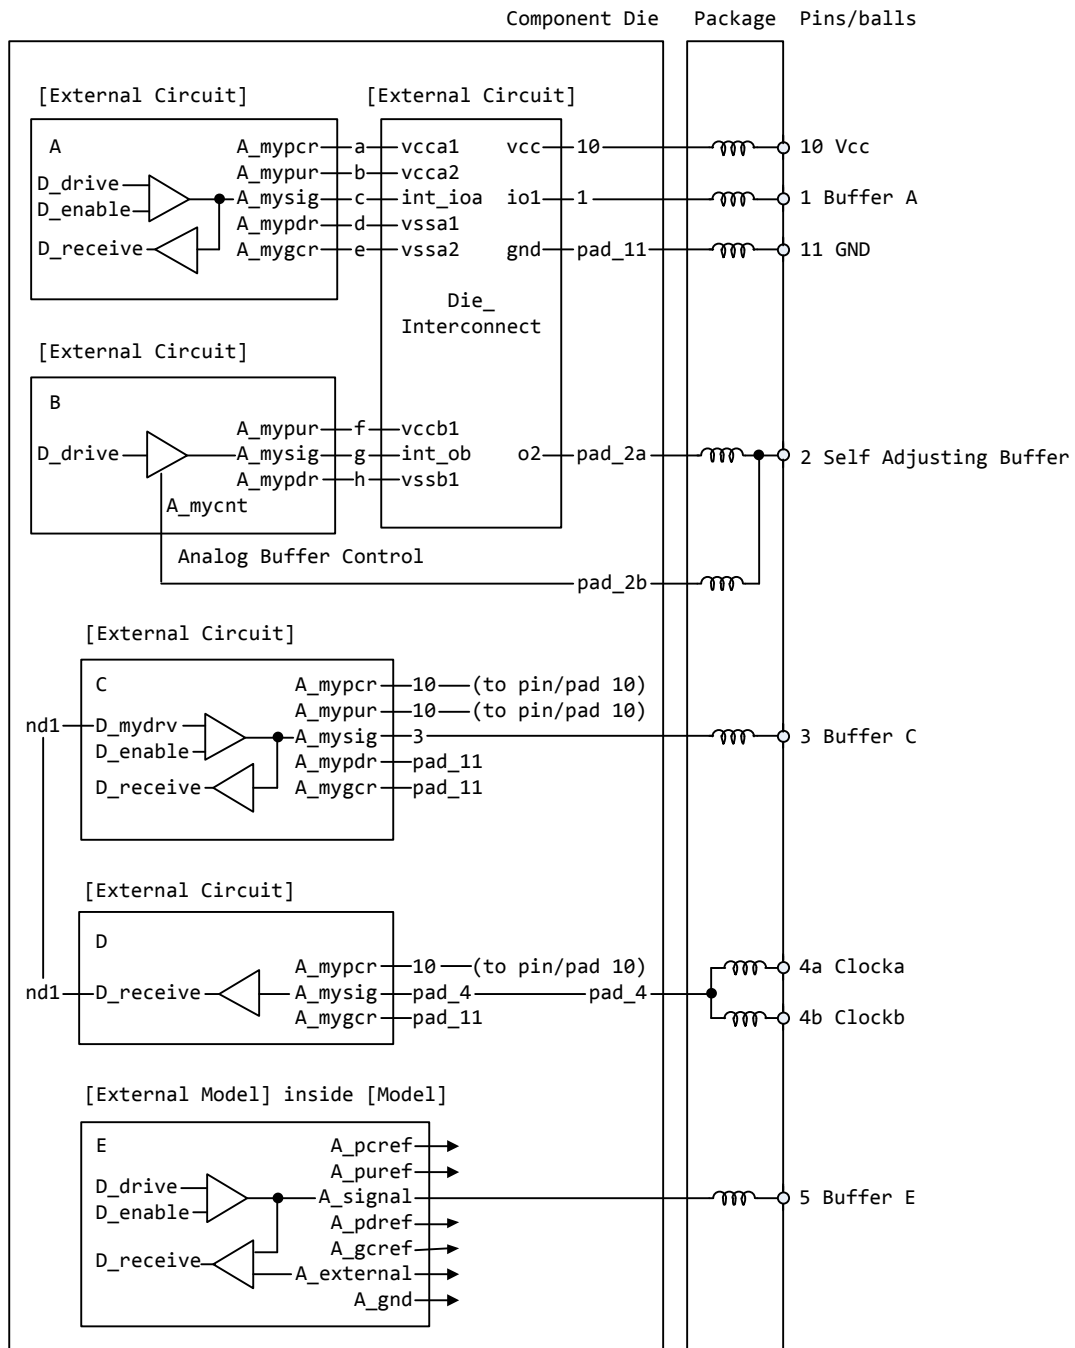 Component Die Package Pins/balls
[External Circuit] [External Circuit]
A A_mypcr a vcca1 vcc 10 10 Vcc
A_mypur b vcca2
D_drive
A_mysig c int_ioa io1 1 1 Buffer A
D_enable
A_mypdr d vssa1
D_receive A_mygcr e vssa2 gnd pad_11 11 GND
Die_
Interconnect
[External Circuit]
B
A_mypur f vccb1
D_drive A_mysig g int_ob o2 pad_2a 2 Self Adjusting Buffer
A_mypdr h vssb1
A_mycnt
Analog Buffer Control
pad_2b
[External Circuit]
C A_mypcr 10 (to pin/pad 10)
A_mypur 10 (to pin/pad 10)
nd1 D_mydrv
A_mysig 3 3 Buffer C
D_enable
A_mypdr pad_11
D_receive A_mygcr pad_11
[External Circuit]
D
A_mypcr 10 (to pin/pad 10) 4a Clocka
nd1 D_receive A_mysig pad_4 pad_4
A_mygcr pad_11 4b Clockb
[External Model] inside [Model]
E A_pcref
A_puref
D_drive
A_signal 5 Buffer E
D_enable
A_pdref
A_gcref
D_receive
A_external
A_gnd